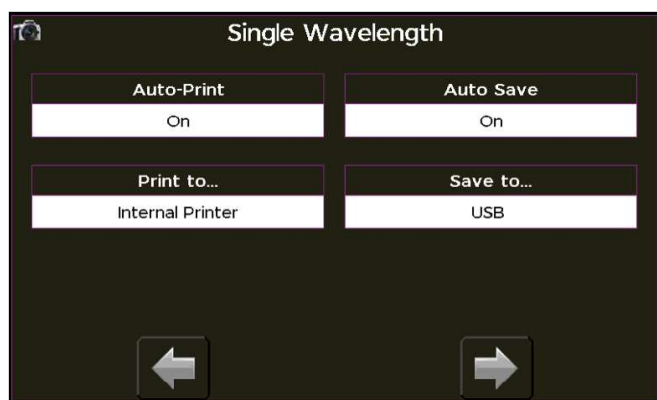 Single Wavelength
Auto-Print
Auto Save
On
On
Print to...
Save to...
Internal Printer
USB